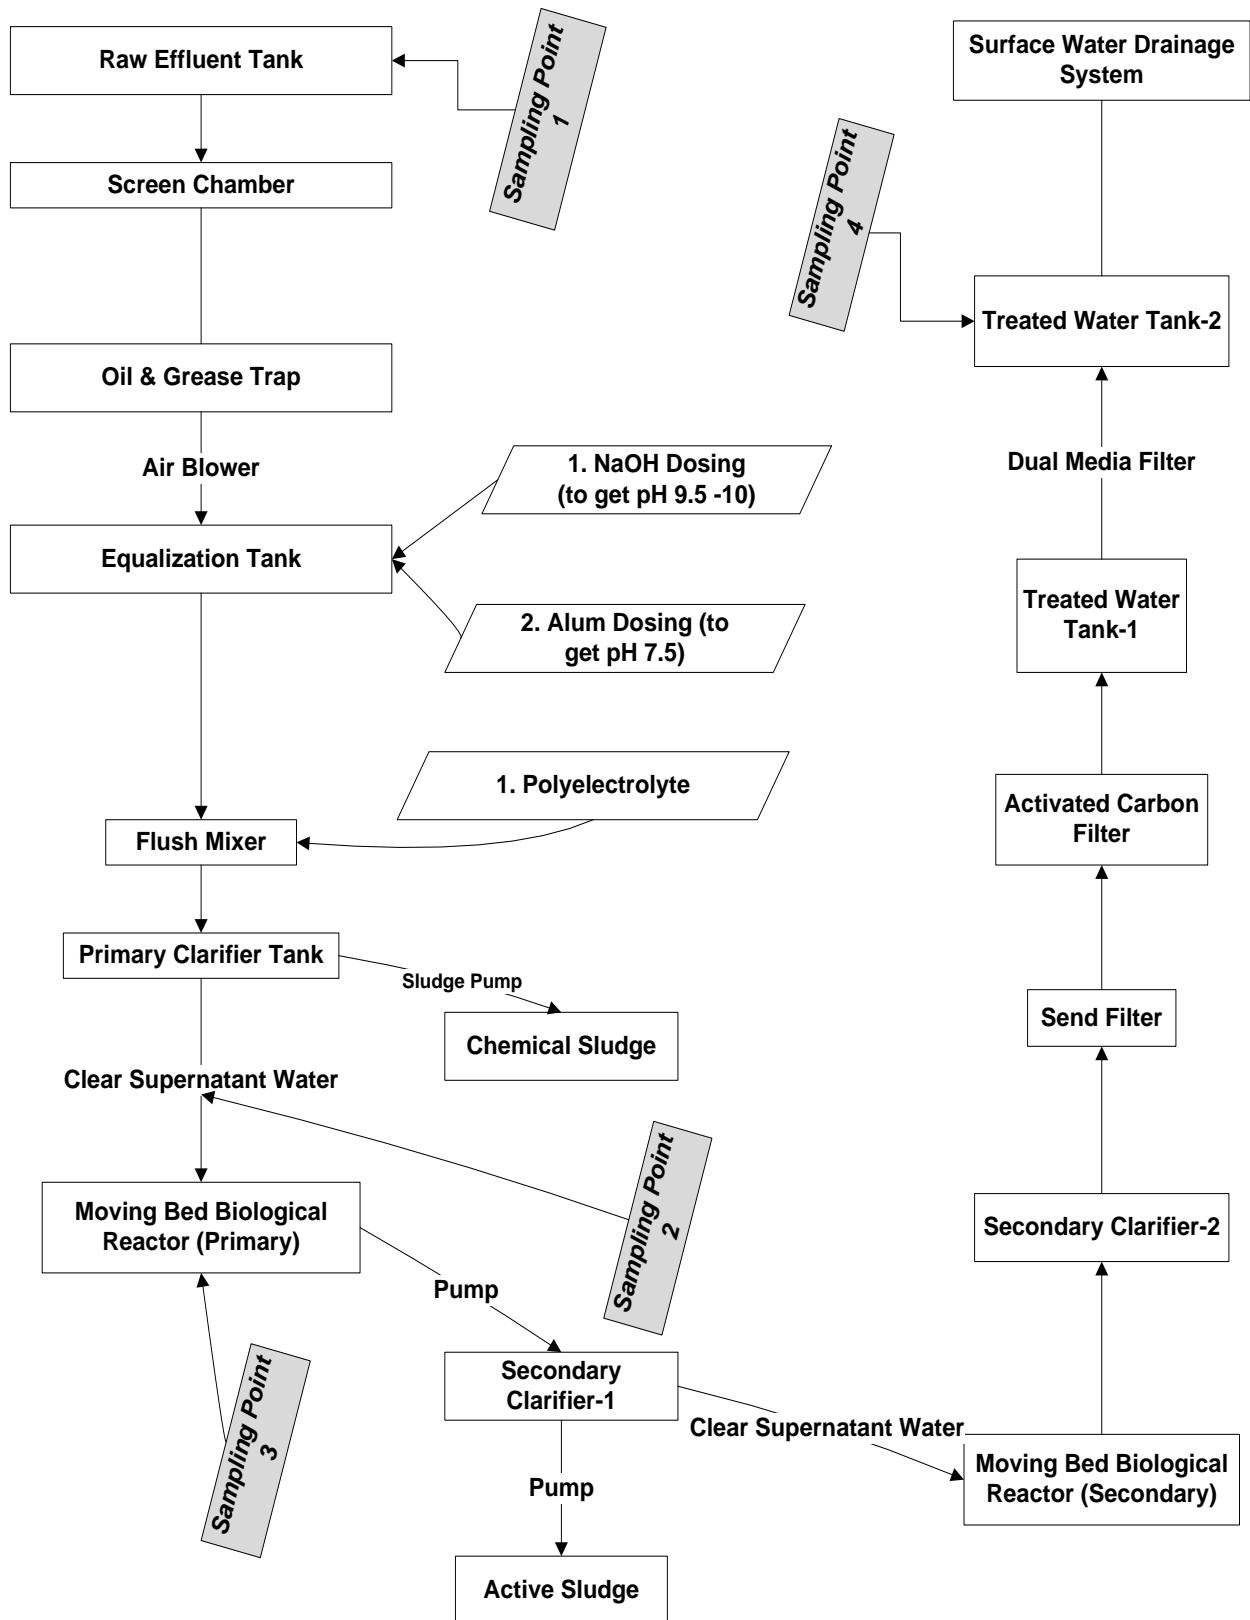 Raw Effluent Tank
Sampling Point
1
Screen Chamber
Oil & Grease Trap
Air Blower
1. NaOH Dosing
(to get pH 9.5 -10)
Equalization Tank
2. Alum Dosing (to
get pH 7.5)
1. Polyelectrolyte
Flush Mixer
Primary Clarifier Tank
Sludge Pump
Chemical Sludge
Clear Supernatant Water
Sampling Point
2
Moving Bed Biological
Reactor (Primary)
Sampling Point
3
Pump
Secondary
Clarifier-1
Pump
Active Sludge
Clear Supernatant Water
Moving Bed Biological
Reactor (Secondary)
Secondary Clarifier-2
Send Filter
Activated Carbon
Filter
Treated Water
Tank-1
Dual Media Filter
Treated Water Tank-2
Sampling Point
4
Surface Water Drainage
System